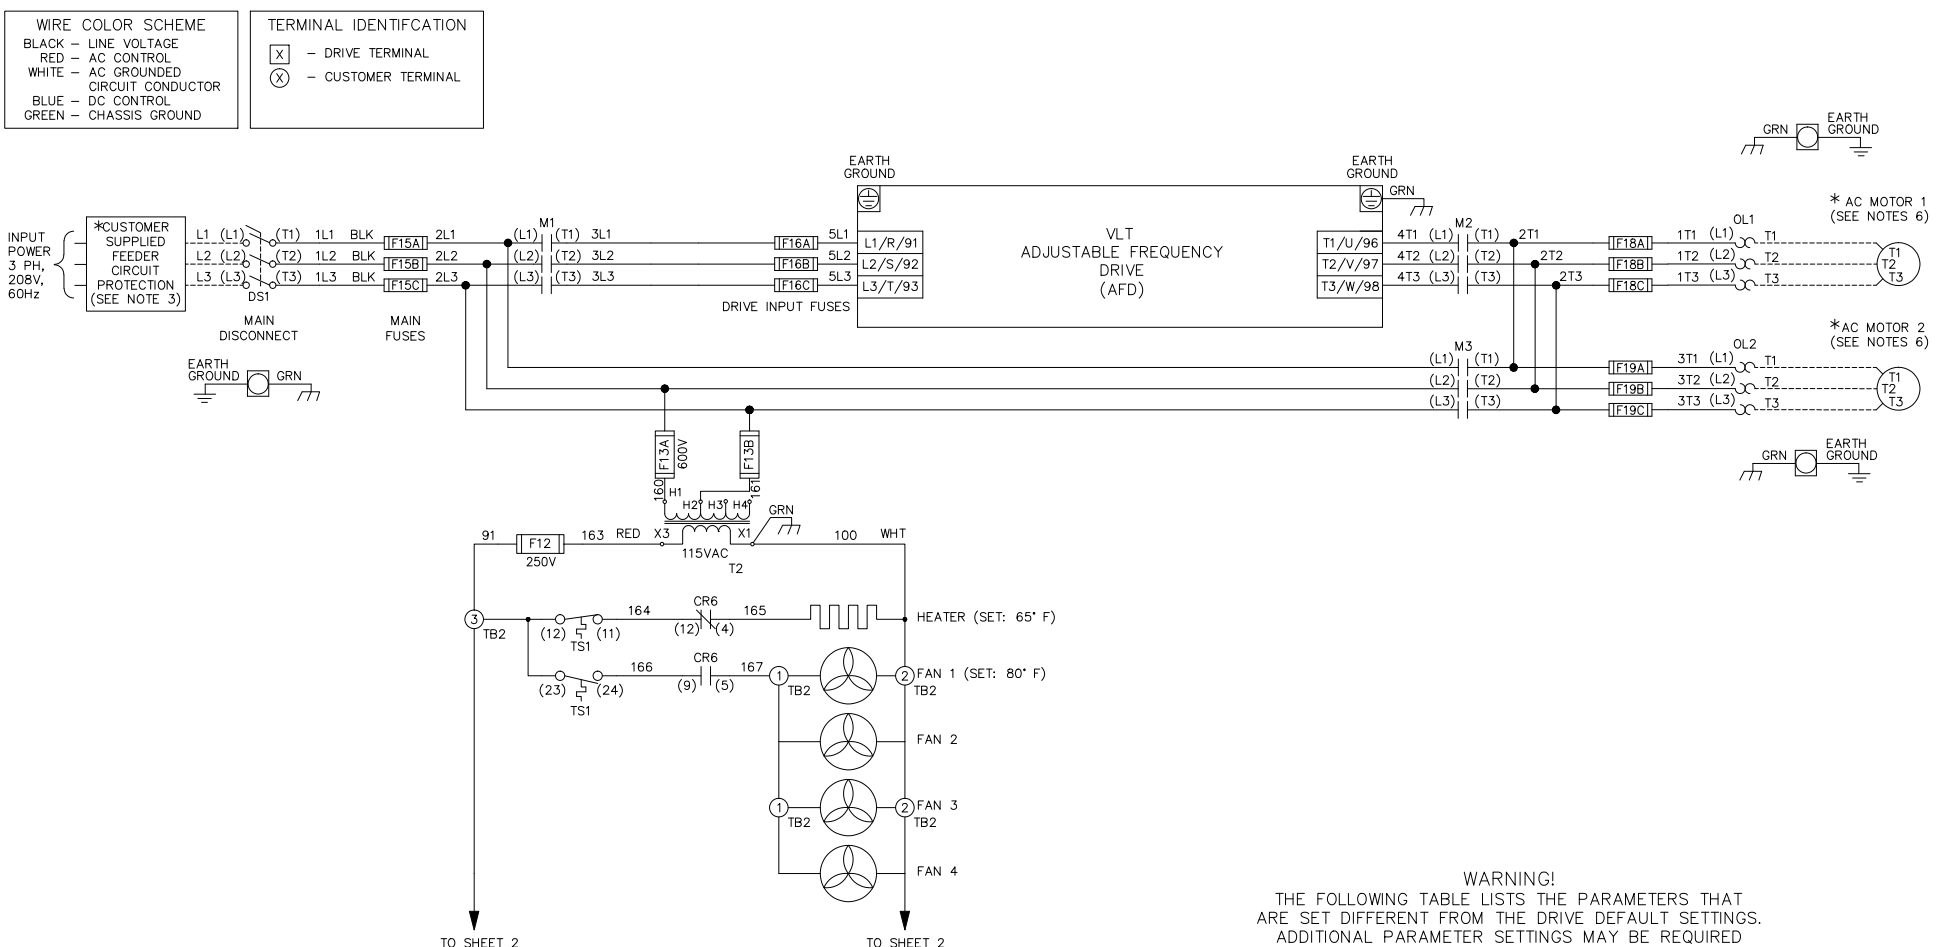 WIRE COLOR SCHEME
BLACK – LINE VOLTAGE
RED – AC CONTROL
WHITE – AC GROUNDED
CIRCUIT CONDUCTOR
BLUE – DC CONTROL
GREEN – CHASSIS GROUND
TERMINAL IDENTIFCATION
X – DRIVE TERMINAL
X – CUSTOMER TERMINAL
INPUT
POWER
3 PH,
208V,
60Hz
*CUSTOMER
SUPPLIED
FEEDER
CIRCUIT
PROTECTION
(SEE NOTE 3)
L1 (L1) (T1) 1L1 BLK F15A 2L1
L2 (L2) (T2) 1L2 BLK F15B 2L2
L3 (L3) (T3) 1L3 BLK F15C 2L3
DS1
MAIN
DISCONNECT
MAIN
FUSES
EARTH
GROUND
GRN
M1
(L1) (T1) 3L1 F16A 5L1
(L2) (T2) 3L2 F16B 5L2
(L3) (T3) 3L3 F16C 5L3
DRIVE INPUT FUSES
EARTH
GROUND
L1/R/91
L2/S/92
L3/T/93
VLT
ADJUSTABLE FREQUENCY
DRIVE
(AFD)
EARTH
GROUND
GRN
T1/U/96
T2/V/97
T3/W/98
M2
4T1 (L1) (T1) 2T1 F18A 1T1 (L1) T1
4T2 (L2) (T2) 2T2 F18B 1T2 (L2) T2
4T3 (L3) (T3) 2T3 F18C 1T3 (L3) T3
OL1
GRN
EARTH
GROUND
* AC MOTOR 1
(SEE NOTES 6)
T1
T2
T3
M3
(L1) (T1) F19A 3T1 (L1) T1
(L2) (T2) F19B 3T2 (L2) T2
(L3) (T3) F19C 3T3 (L3) T3
OL2
*AC MOTOR 2
(SEE NOTES 6)
T1
T2
T3
GRN
EARTH
GROUND
F13A
600V
F13B
160
161
H1
H2 H3 H4
GRN
91 F12 163 RED X3 X1 100 WHT
250V
115VAC
T2
3
TB2
(12) (11)
TS1
164
CR6
(12) (4)
165
HEATER (SET: 65° F)
(23) (24)
TS1
166
CR6
(9) (5)
167
1
TB2
2
TB2
FAN 1 (SET: 80° F)
FAN 2
1
TB2
2
TB2
FAN 3
FAN 4
TO SHEET 2
TO SHEET 2
WARNING!
THE FOLLOWING TABLE LISTS THE PARAMETERS THAT
ARE SET DIFFERENT FROM THE DRIVE DEFAULT SETTINGS.
ADDITIONAL PARAMETER SETTINGS MAY BE REQUIRED